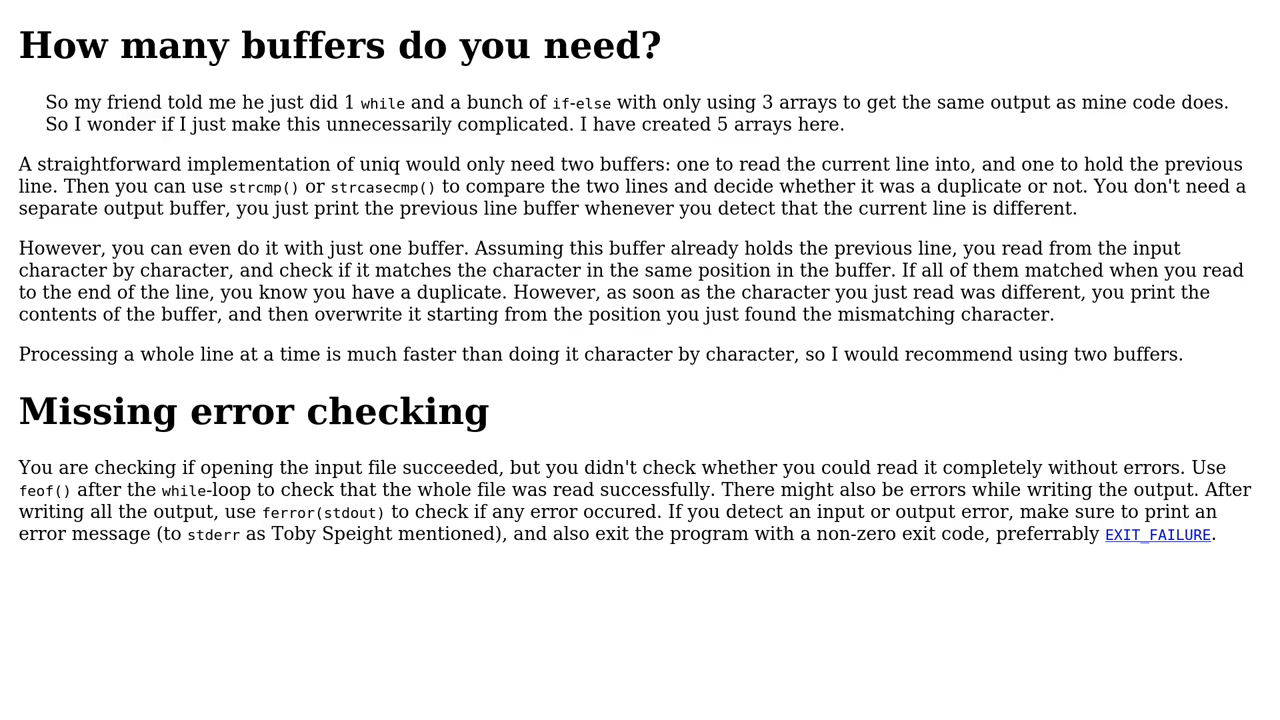 How many buffers do you need?
So my friend told me he just did 1 while and a bunch of if-else with only using 3 arrays to get the same output as mine code does.
So I wonder if I just make this unnecessarily complicated. I have created 5 arrays here.
A straightforward implementation of uniq would only need two buffers: one to read the current line into, and one to hold the previous
line. Then you can use strcmp() or strcasecmp() to compare the two lines and decide whether it was a duplicate or not. You don't need a
separate output buffer, you just print the previous line buffer whenever you detect that the current line is different.
However, you can even do it with just one buffer. Assuming this buffer already holds the previous line, you read from the input
character by character, and check if it matches the character in the same position in the buffer. If all of them matched when you read
to the end of the line, you know you have a duplicate. However, as soon as the character you just read was different, you print the
contents of the buffer, and then overwrite it starting from the position you just found the mismatching character.
Processing a whole line at a time is much faster than doing it character by character, so I would recommend using two buffers.
Missing error checking
You are checking if opening the input file succeeded, but you didn't check whether you could read it completely without errors. Use
feof() after the while-loop to check that the whole file was read successfully. There might also be errors while writing the output. After
writing all the output, use ferror(stdout) to check if any error occured. If you detect an input or output error, make sure to print an
error message (to stderr as Toby Speight mentioned), and also exit the program with a non-zero exit code, preferrably EXIT_FAILURE.